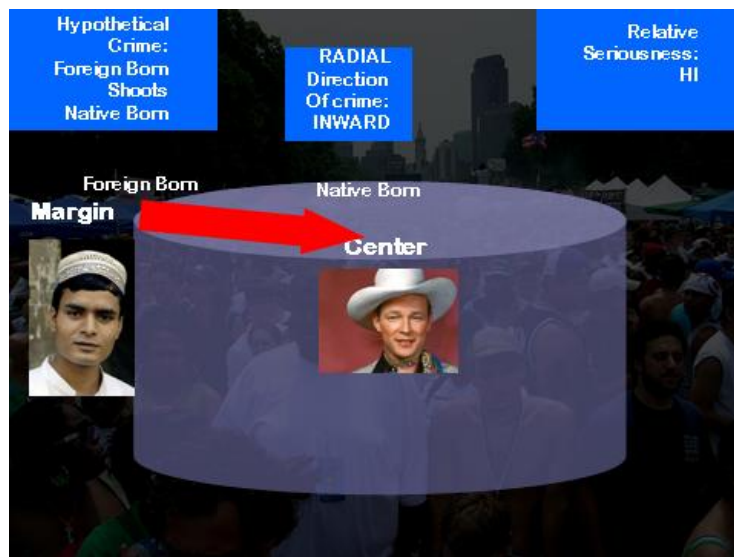 Hypothetical
Crime:
Foreign Born
Shoots
Native Born
RADIAL
Direction
Of crime:
INWARD
Relative
Seriousness:
HI
Foreign Born
Native Born
Margin
Center